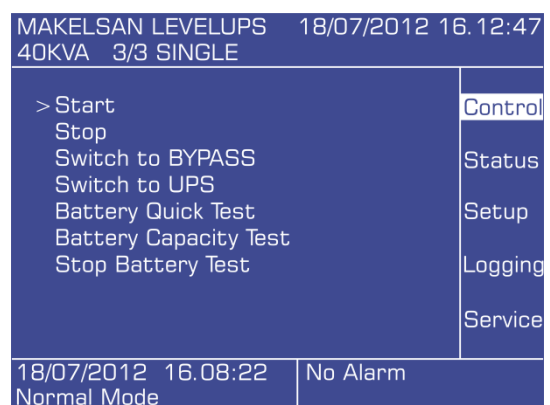 MAKELSAN LEVELUPS 18/07/2012 16.12:47
40KVA 3/3 SINGLE
> Start
Stop
Switch to BYPASS
Switch to UPS
Battery Quick Test
Battery Capacity Test
Stop Battery Test
Control
Status
Setup
Logging
Service
18/07/2012 16.08:22
Normal Mode
No Alarm